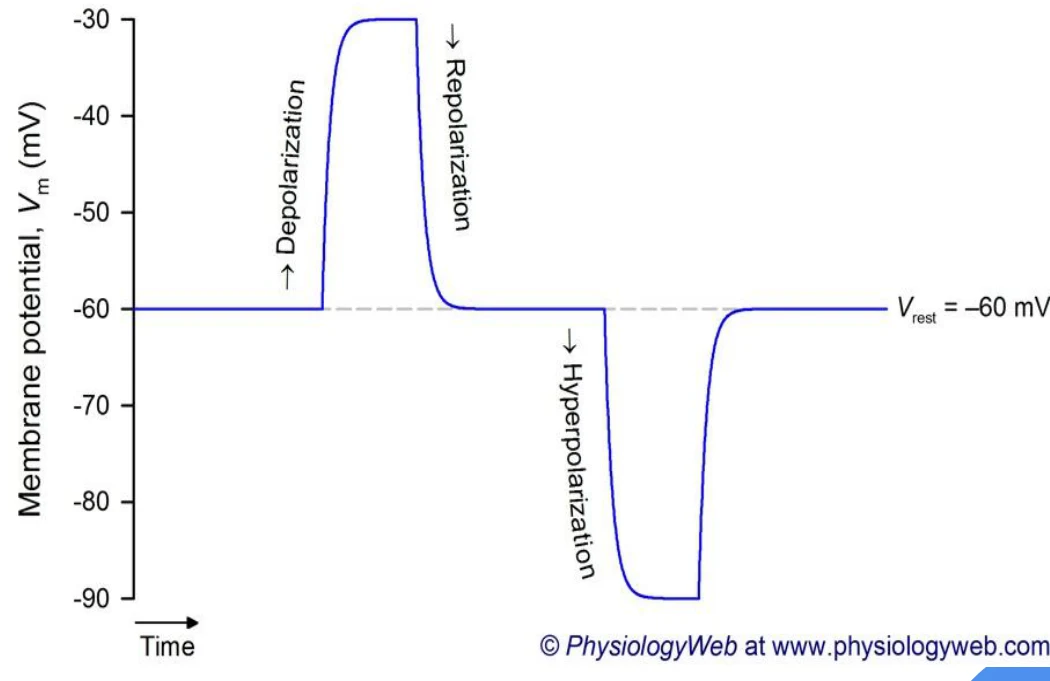 -30
-40
-50
-60
-70
-80
-90
Membrane potential, Vm (mV)
→ Depolarization
→ Repolarization
→ Hyperpolarization
Vrest = –60 mV
Time
© PhysiologyWeb at www.physiologyweb.com